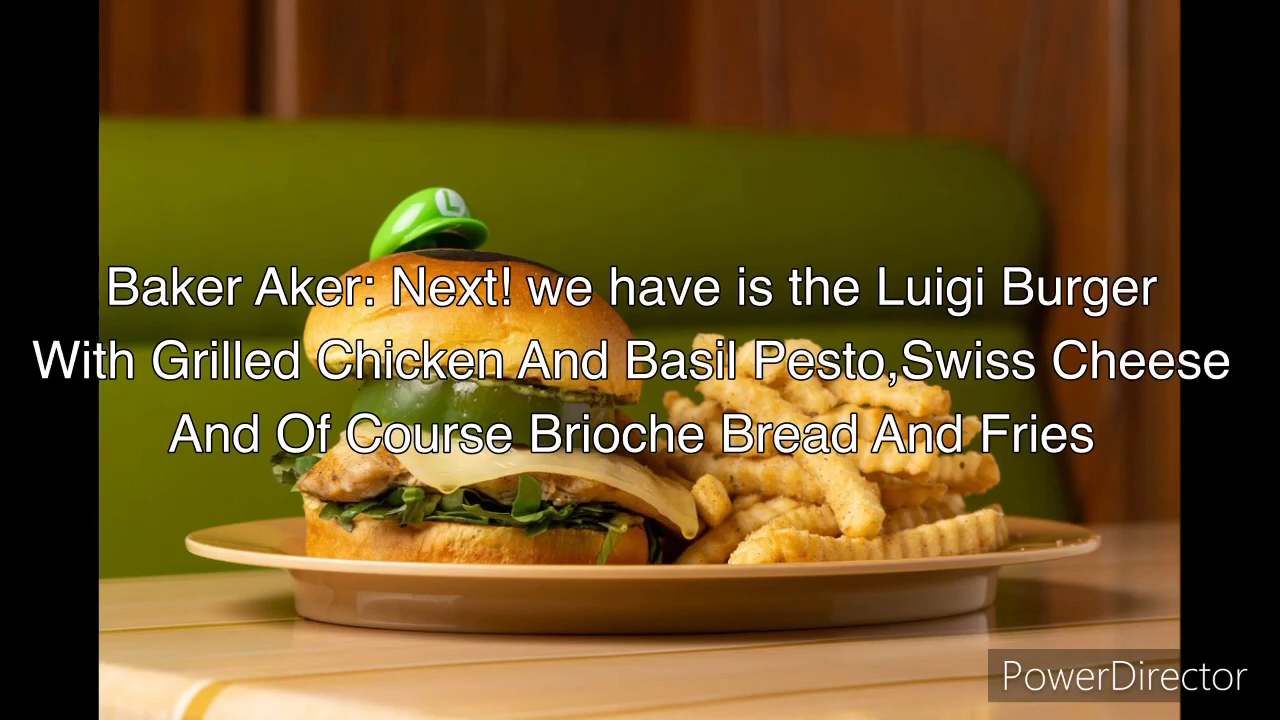 L
Baker Aker: Next! we have is the Luigi Burger
With Grilled Chicken And Basil Pesto,Swiss Cheese
And Of Course Brioche Bread And Fries
PowerDirector